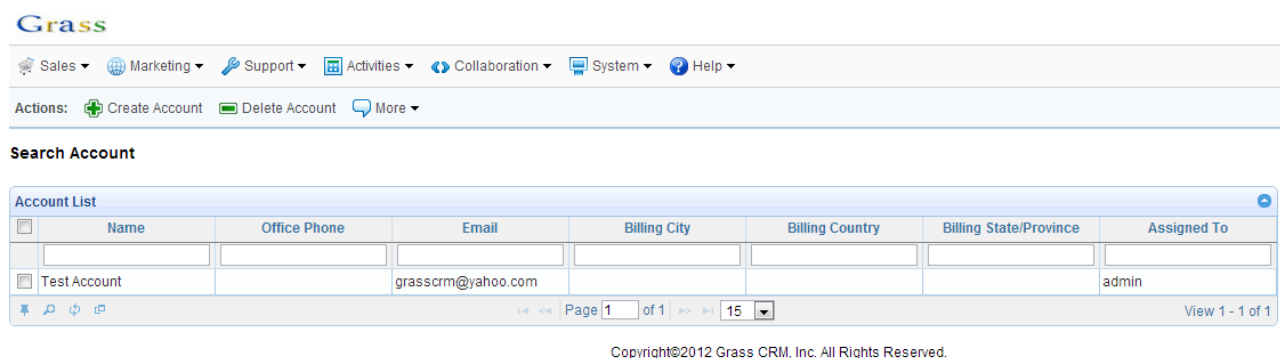 Grass
Sales Marketing Support Activities Collaboration System Help
Actions: Create Account Delete Account More
Search Account
Account List
Name Office Phone Email Billing City Billing Country Billing State/Province Assigned To
Test Account grasscrm@yahoo.com admin
Page 1 of 1 15 View 1 - 1 of 1
Copyright©2012 Grass CRM, Inc. All Rights Reserved.